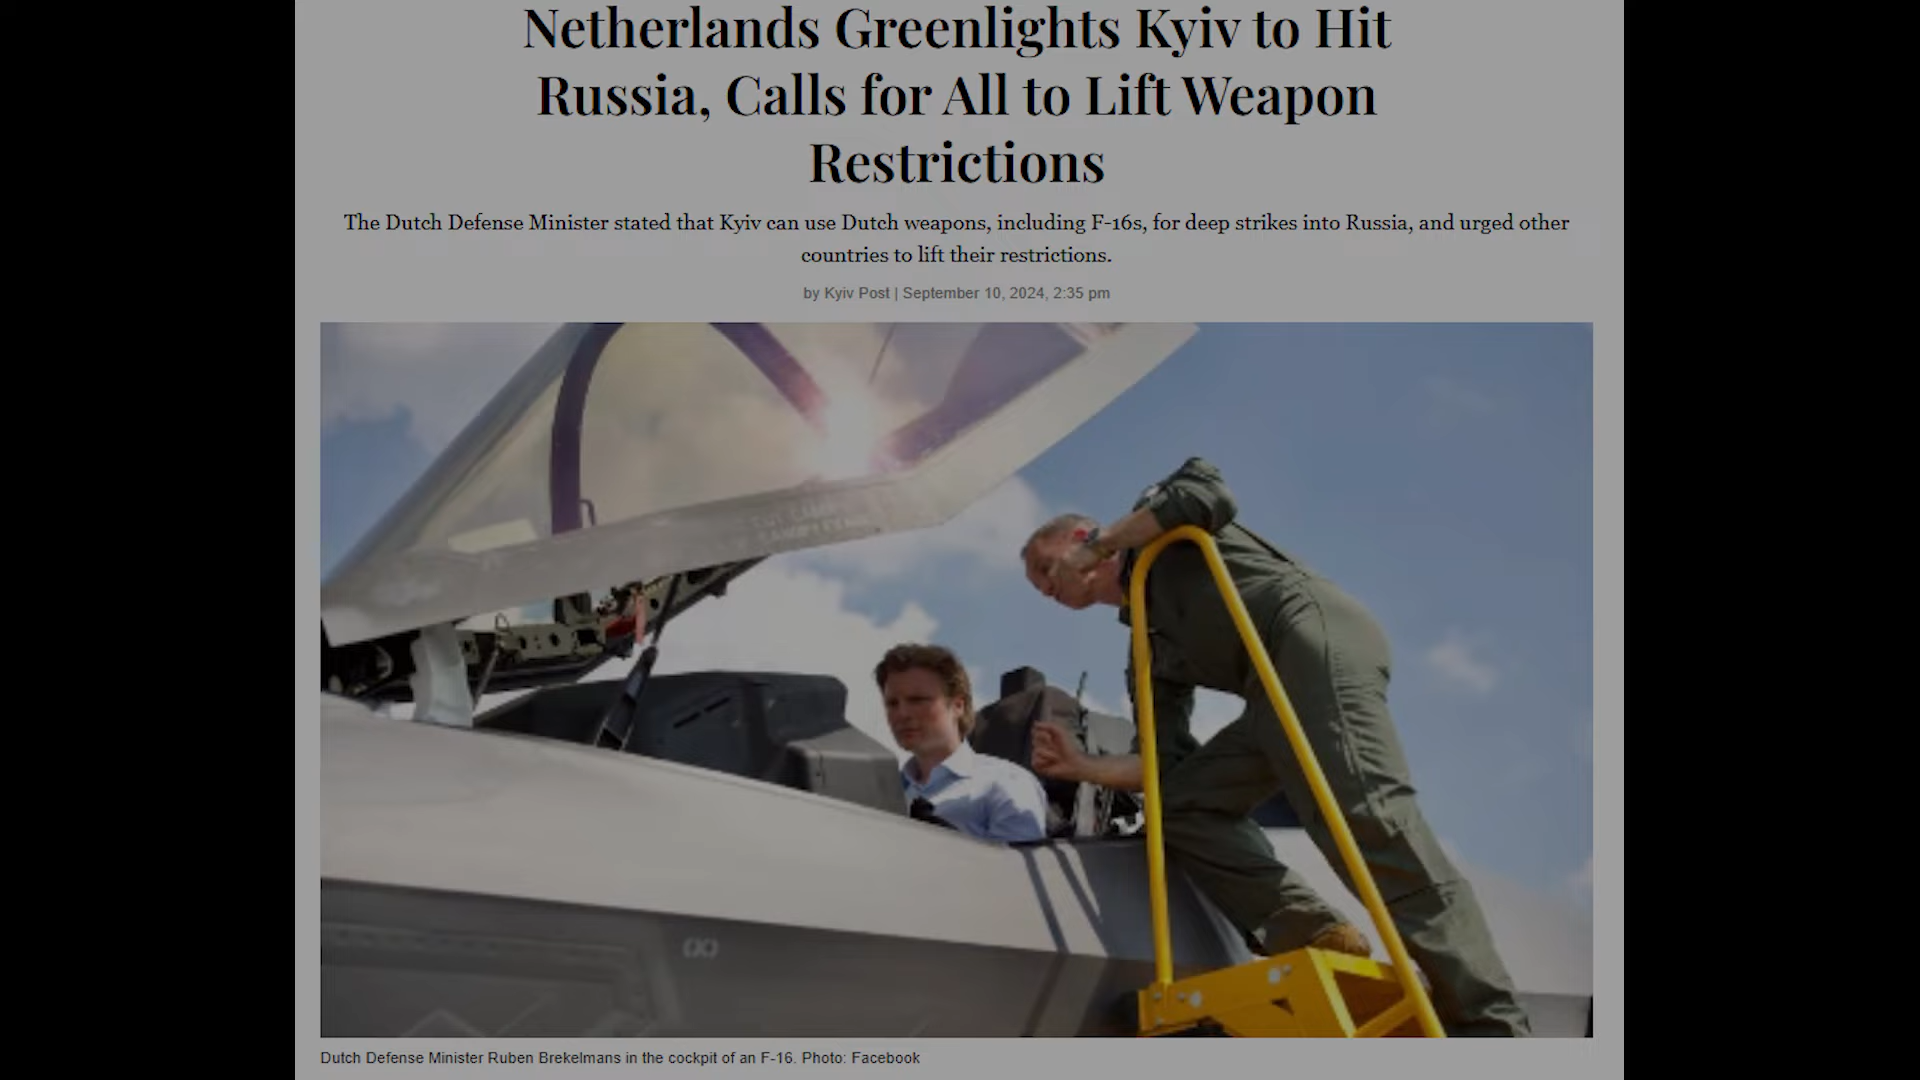 Netherlands Greenlights Kyiv to Hit
Russia, Calls for All to Lift Weapon
Restrictions
The Dutch Defense Minister stated that Kyiv can use Dutch weapons, including F-16s, for deep strikes into Russia, and urged other
countries to lift their restrictions.
by Kyiv Post | September 10, 2024, 2:35 pm
Dutch Defense Minister Ruben Brekelmans in the cockpit of an F-16. Photo: Facebook